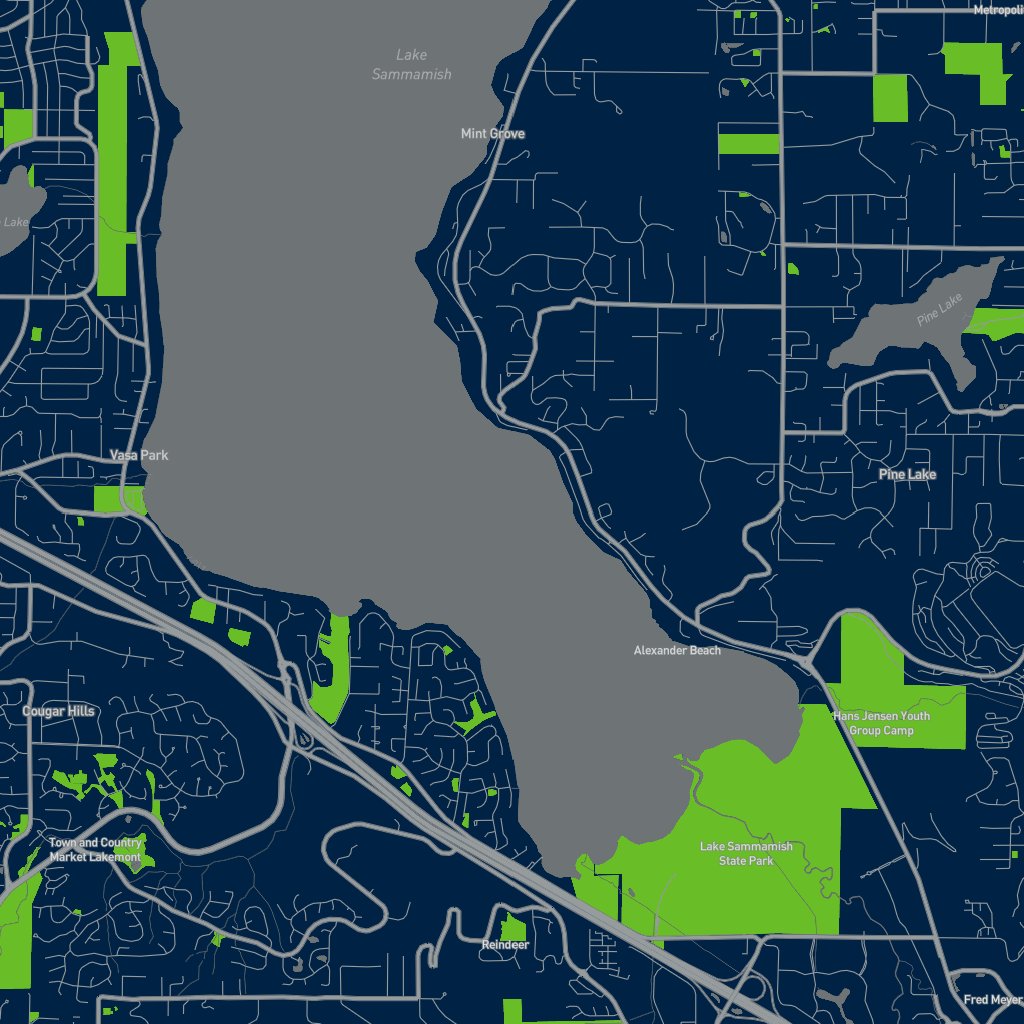 Metropolit
Lake
Sammamish
Mint Grove
Lake
Pine Lake
Vasa Park
Pine Lake
Alexander Beach
Cougar Hills
Hans Jensen Youth
Group Camp
Town and Country
Market Lakemont
Lake Sammamish
State Park
Reindeer
Fred Meyer